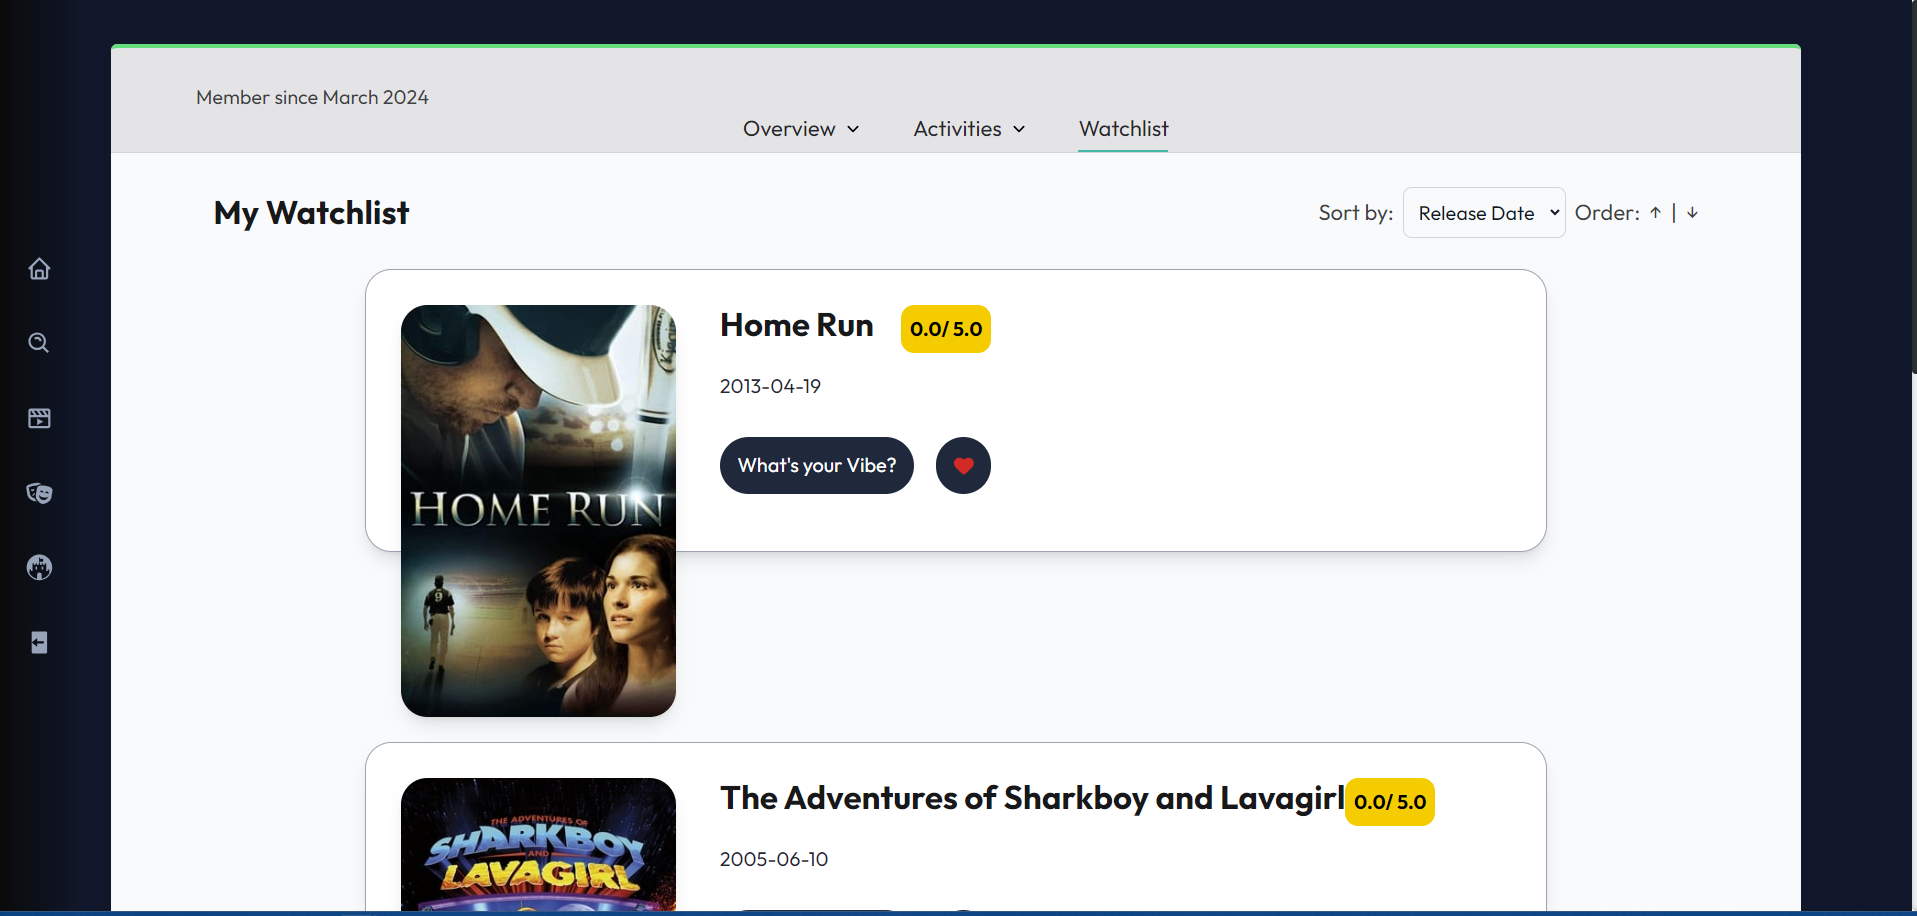 Member since March 2024
Overview
Activities
Watchlist
My Watchlist
Sort by:
Release Date
Order: ↑ | ↓
Home Run
0.0/ 5.0
2013-04-19
What's your Vibe?
HOME RUN
9
The Adventures of Sharkboy and Lavagirl
0.0/ 5.0
2005-06-10
THE ADVENTURES OF
SHARKBOY
AND
LAVAGIRL